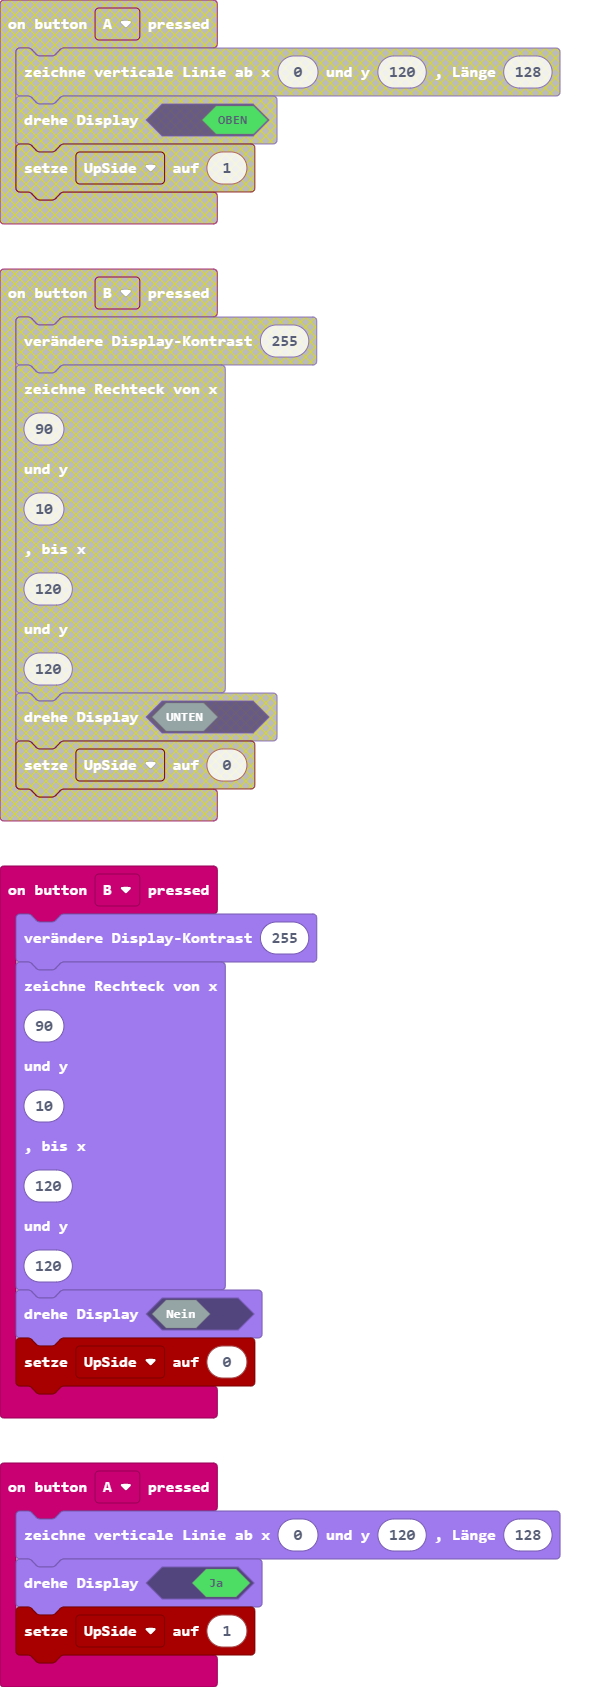 on button A pressed
zeichne verticale Linie ab x 0 und y 120 , Länge 128
drehe Display OBEN
setze UpSide auf 1
on button B pressed
verändere Display-Kontrast 255
zeichne Rechteck von x
90
und y
10
, bis x
120
und y
120
drehe Display UNTEN
setze UpSide auf 0
on button B pressed
verändere Display-Kontrast 255
zeichne Rechteck von x
90
und y
10
, bis x
120
und y
120
drehe Display Nein
setze UpSide auf 0
on button A pressed
zeichne verticale Linie ab x 0 und y 120 , Länge 128
drehe Display Ja
setze UpSide auf 1